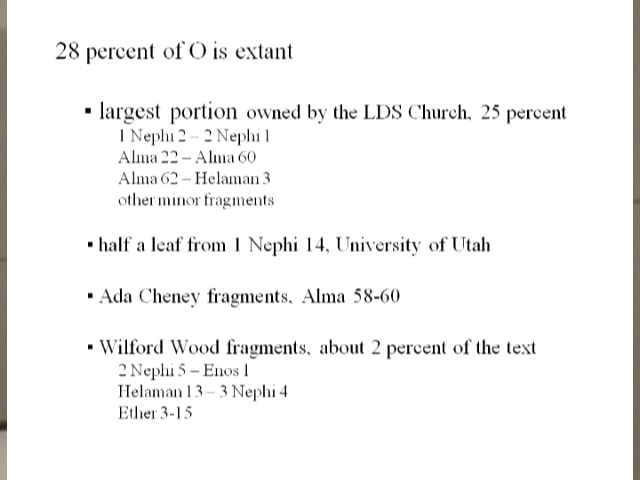 28 percent of O is extant
▪ largest portion owned by the LDS Church, 25 percent
1 Nephi 2 – 2 Nephi 1
Alma 22 – Alma 60
Alma 62 – Helaman 3
other minor fragments
▪ half a leaf from 1 Nephi 14, University of Utah
▪ Ada Cheney fragments, Alma 58-60
▪ Wilford Wood fragments, about 2 percent of the text
2 Nephi 5 – Enos 1
Helaman 13 – 3 Nephi 4
Ether 3-15